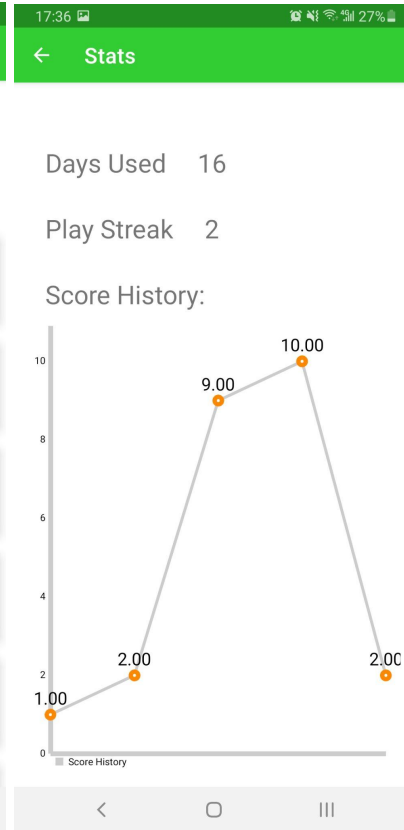 17:36 4G 27%
Stats
Days Used 16
Play Streak 2
Score History:
10.00
10
9.00
8
6
4
2.00
2.00
2
1.00
0
Score History